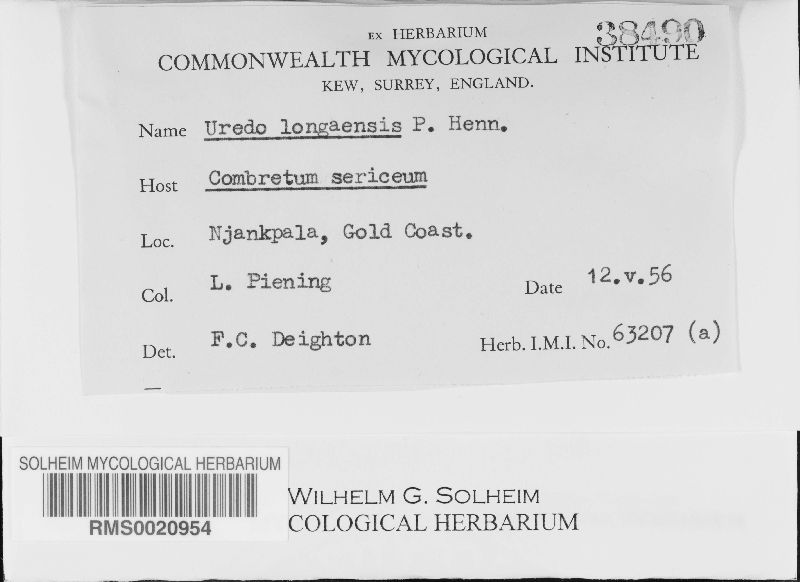 38490
EX HERBARIUM
COMMONWEALTH MYCOLOGICAL INSTITUTE
KEW, SURREY, ENGLAND.
Name Uredo longaensis P. Henn.
Host Combretum sericeum
Loc. Njankpala, Gold Coast.
Col. L. Piening Date 12.v.56
Det. F.C. Deighton Herb. I.M.I. No. 63207 (a)
SOLHEIM MYCOLOGICAL HERBARIUM
RMS0020954
WILHELM G. SOLHEIM
COLOGICAL HERBARIUM